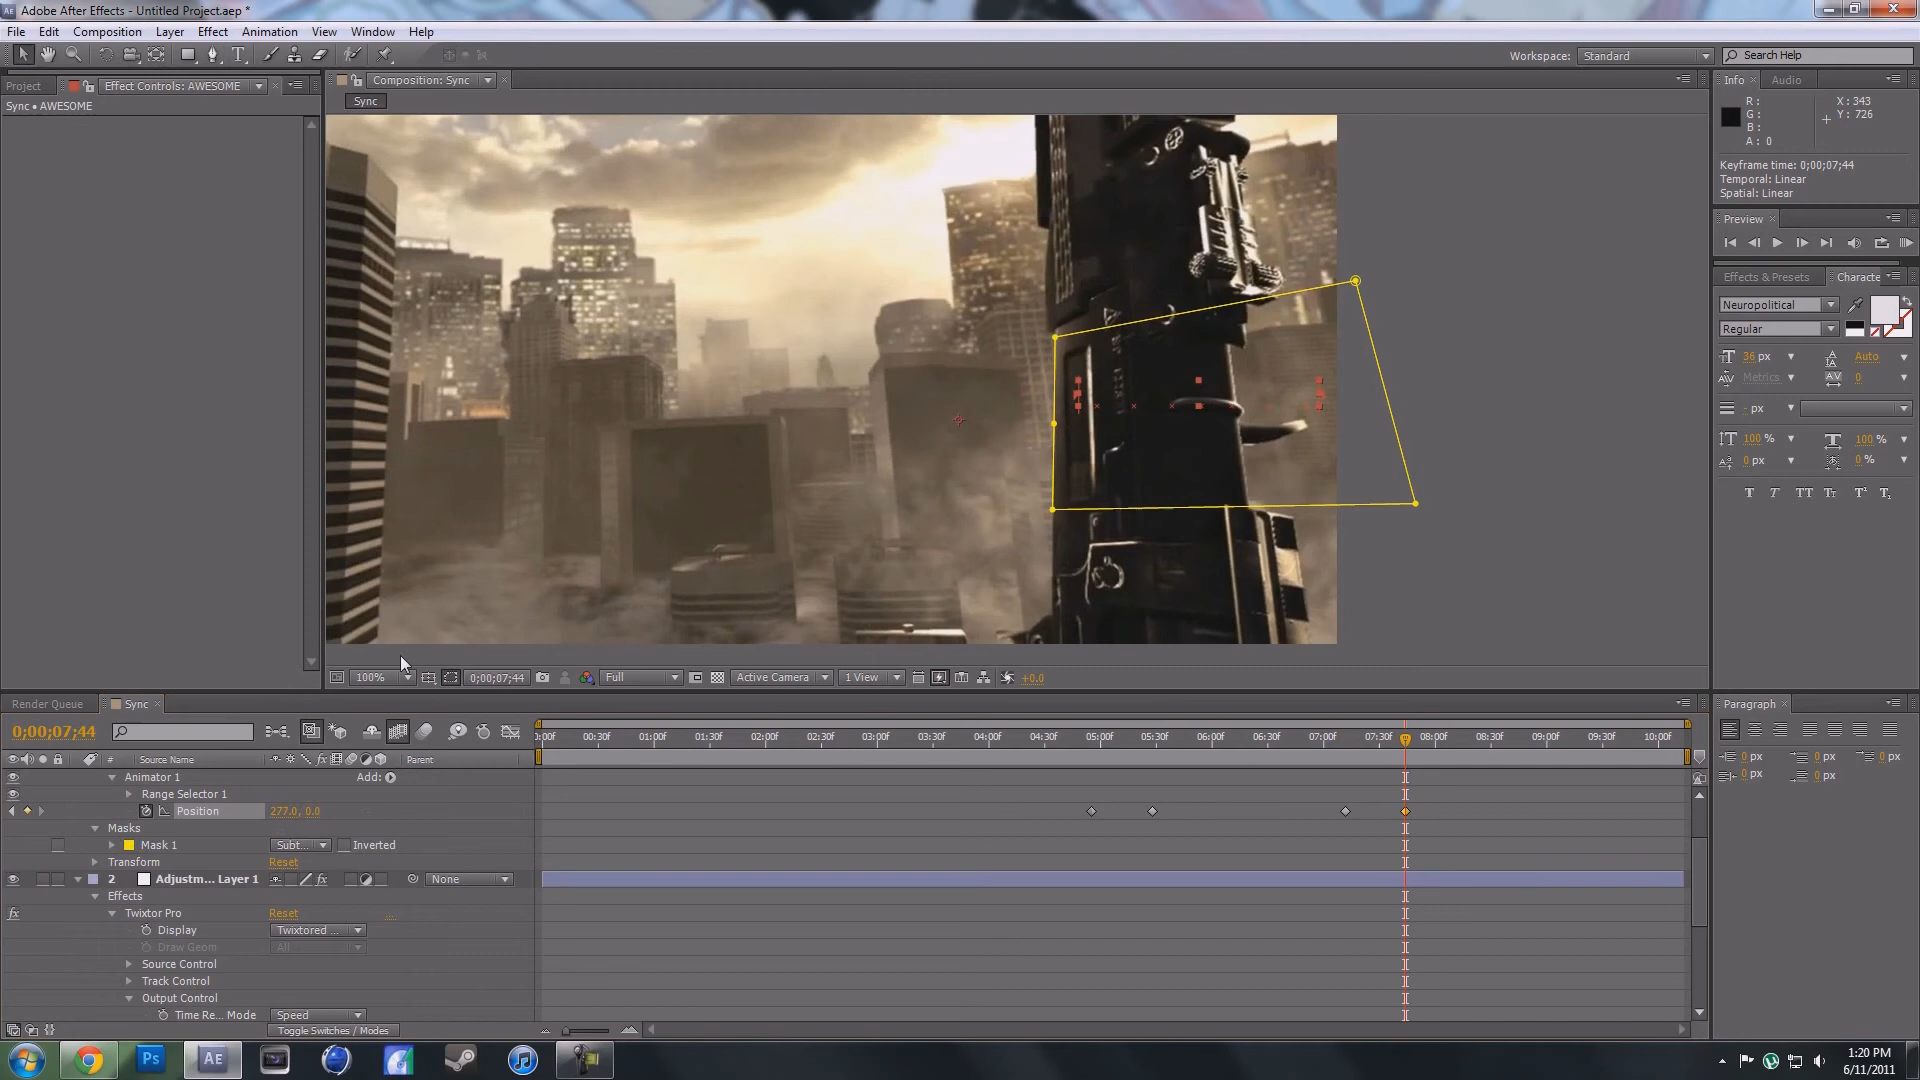 Adobe After Effects - Untitled Project.aep *
File Edit Composition Layer Effect Animation View Window Help
Workspace: Standard Search Help
Project Effect Controls: AWESOME Composition: Sync Info Audio
Sync • AWESOME
Sync
R : X : 343
G : Y : 726
B :
A : 0
Keyframe time: 0;00;07;44
Temporal: Linear
Spatial: Linear
Preview
Effects & Presets Characte
Neuropolitical
Regular
36 px Auto
Metrics 0
- px
100 % 100 %
0 px 0 %
100% 0;00;07;44 Full Active Camera 1 View +0.0
Render Queue Sync
Paragraph
0;00;07;44
:00f 00:30f 01:00f 01:30f 02:00f 02:30f 03:00f 03:30f 04:00f 04:30f 05:00f 05:30f 06:00f 06:30f 07:00f 07:30f 08:00f 08:30f 09:00f 09:30f 10:00f
# Source Name Parent
0 px 0 px 0 px
0 px 0 px
Animator 1 Add:
Range Selector 1
Position 277.0, 0.0
Masks
Mask 1 Subt... Inverted
Transform Reset
2 Adjustm... Layer 1 None
Effects
Twixtor Pro Reset ...
Display Twixtored ...
Draw Geom All
Source Control
Track Control
Output Control
Time Re... Mode Speed
Toggle Switches / Modes
1:20 PM
6/11/2011